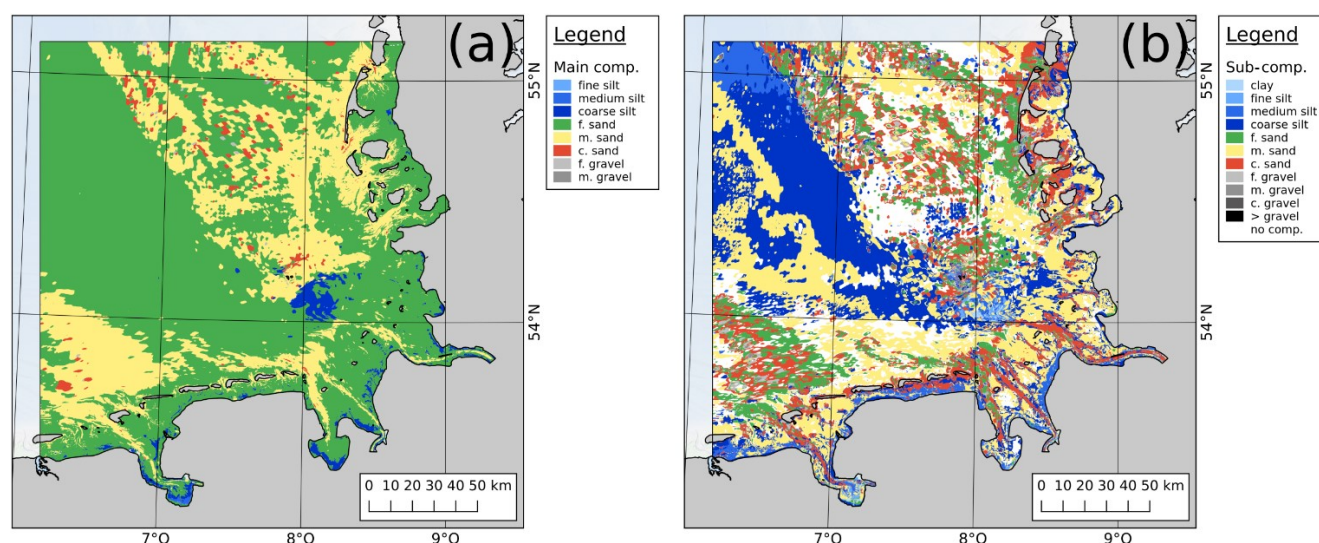 (a)
Legend
Main comp.
fine silt
medium silt
coarse silt
f. sand
m. sand
c. sand
f. gravel
m. gravel
55°N
54°N
0 10 20 30 40 50 km
7°O
8°O
9°O
(b)
Legend
Sub-comp.
clay
fine silt
medium silt
coarse silt
f. sand
m. sand
c. sand
f. gravel
m. gravel
c. gravel
> gravel
no comp.
55°N
54°N
0 10 20 30 40 50 km
7°O
8°O
9°O